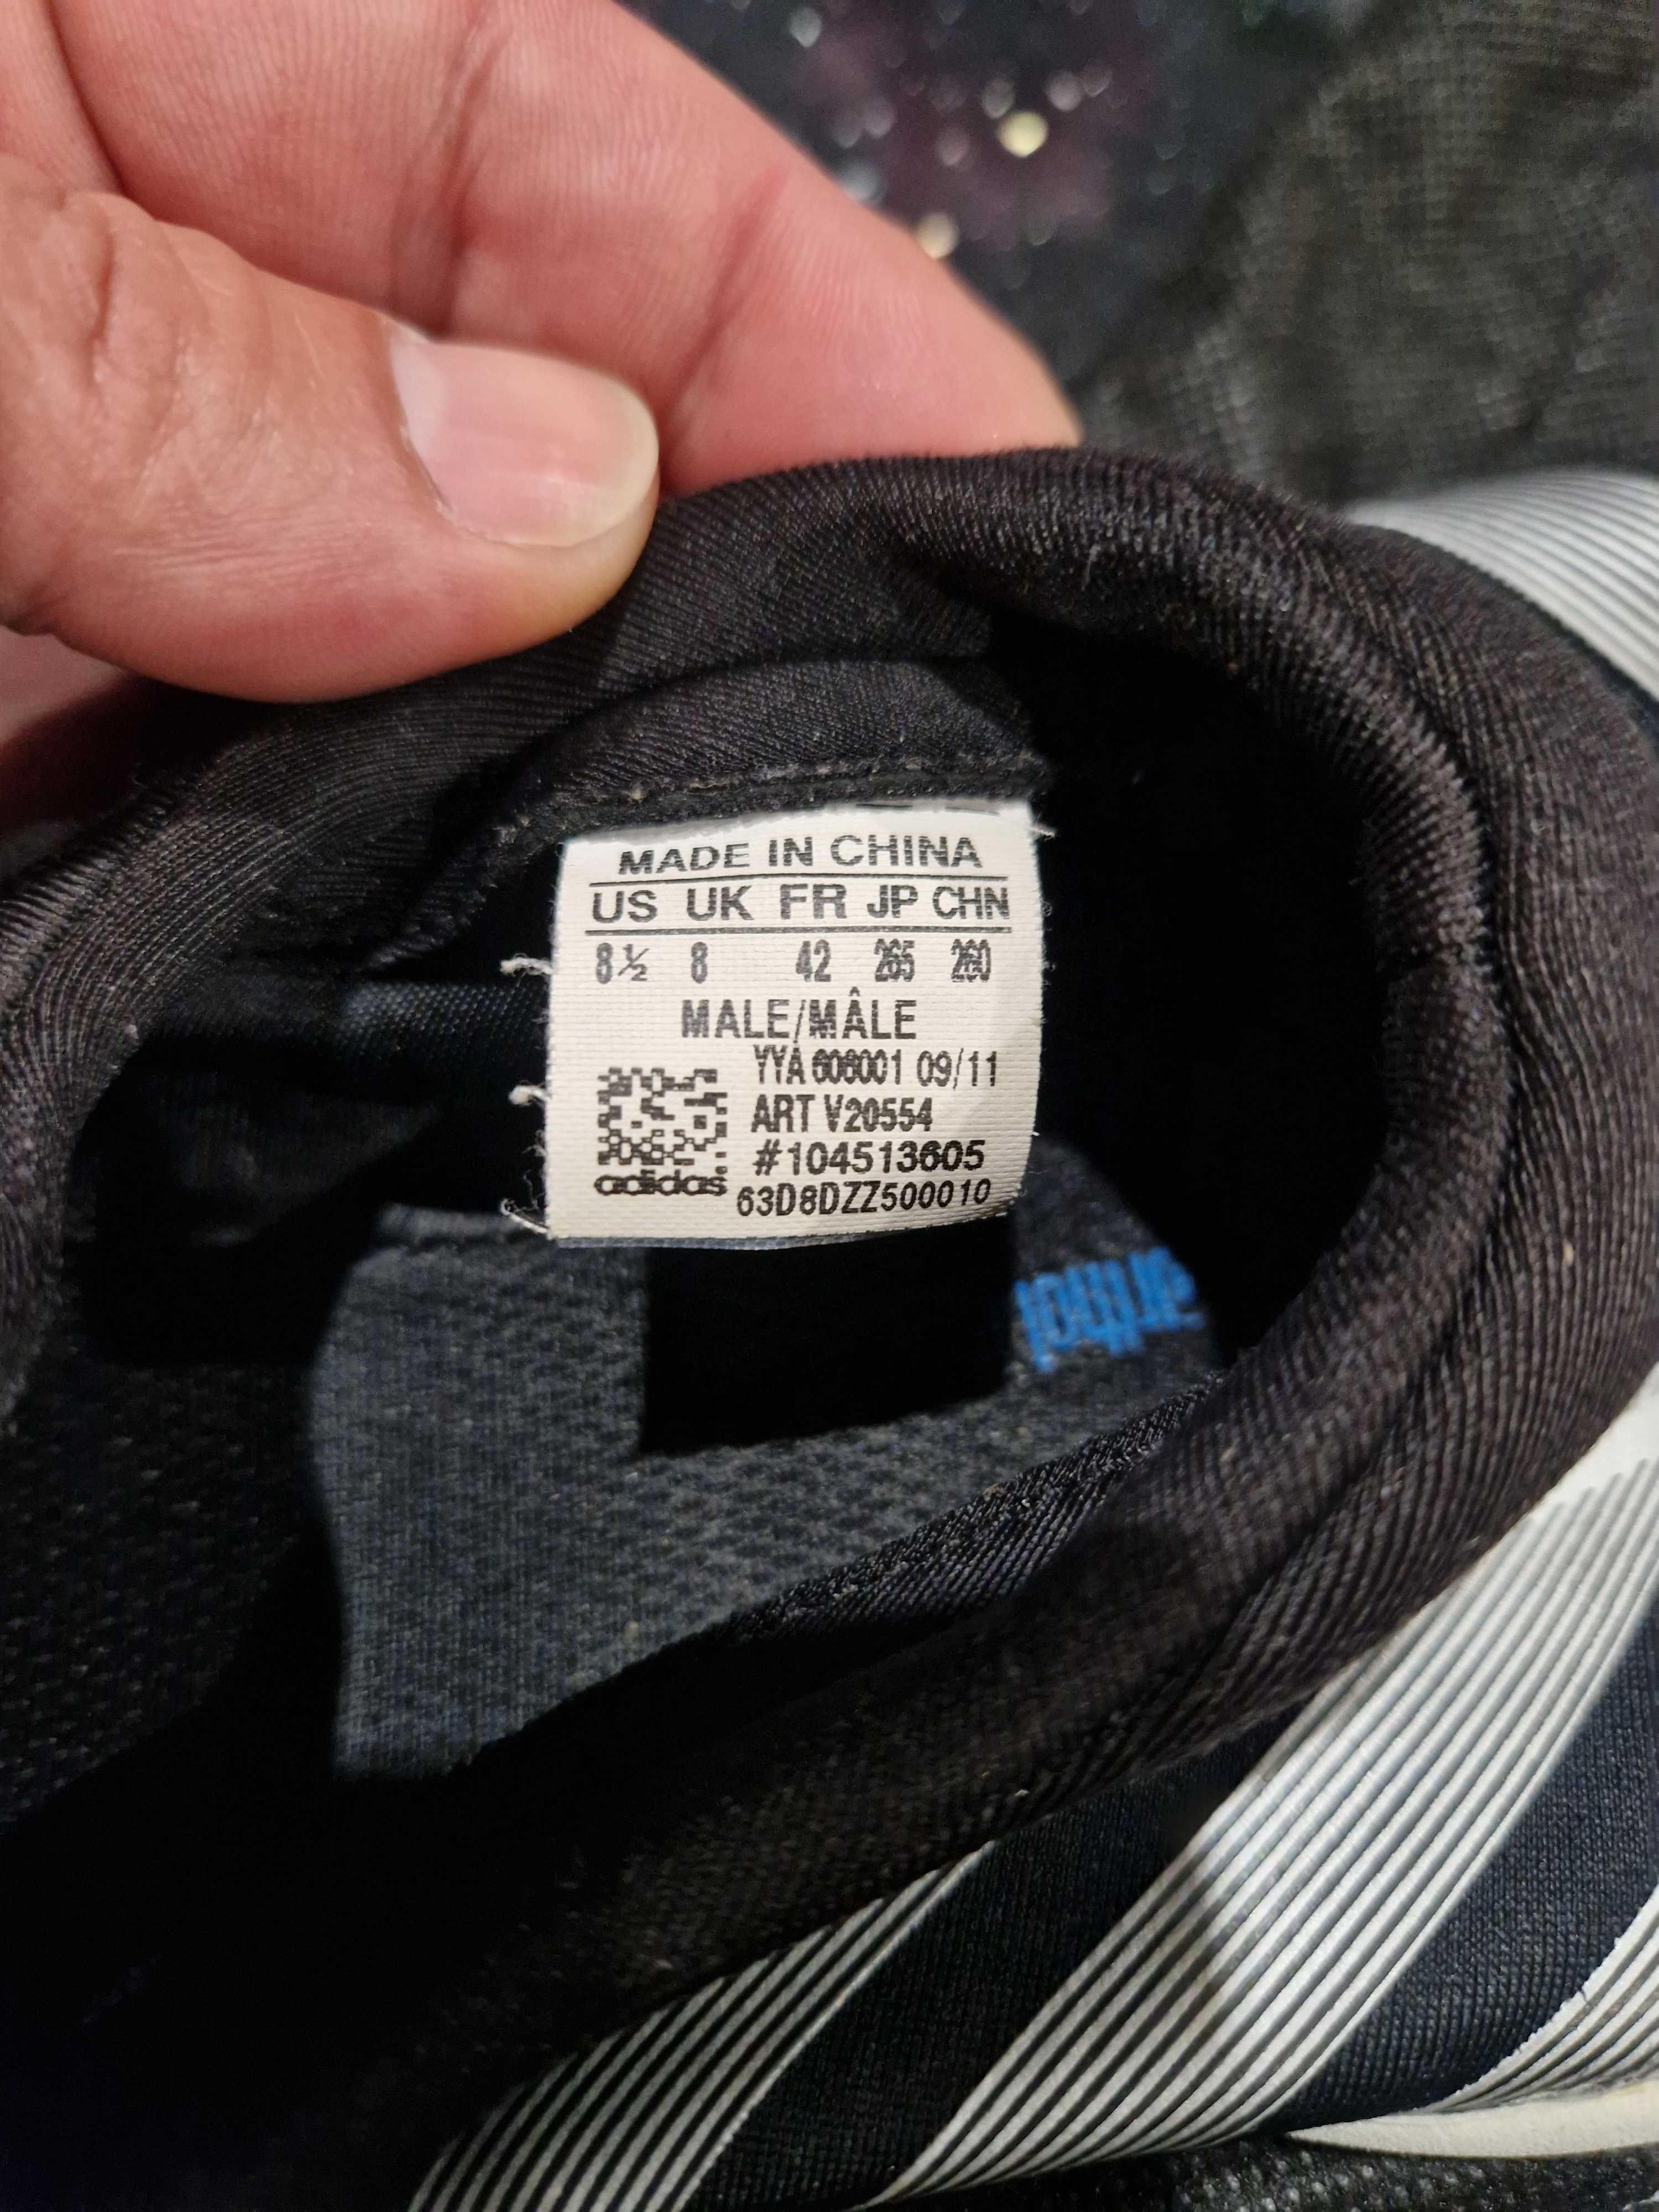 MADE IN CHINA
US UK FR JP CHN
8½ 8 42 265 260
MALE/MÂLE
YYA 606001 09/11
ART V20554
#104513605
adidas 63D8DZZ500010